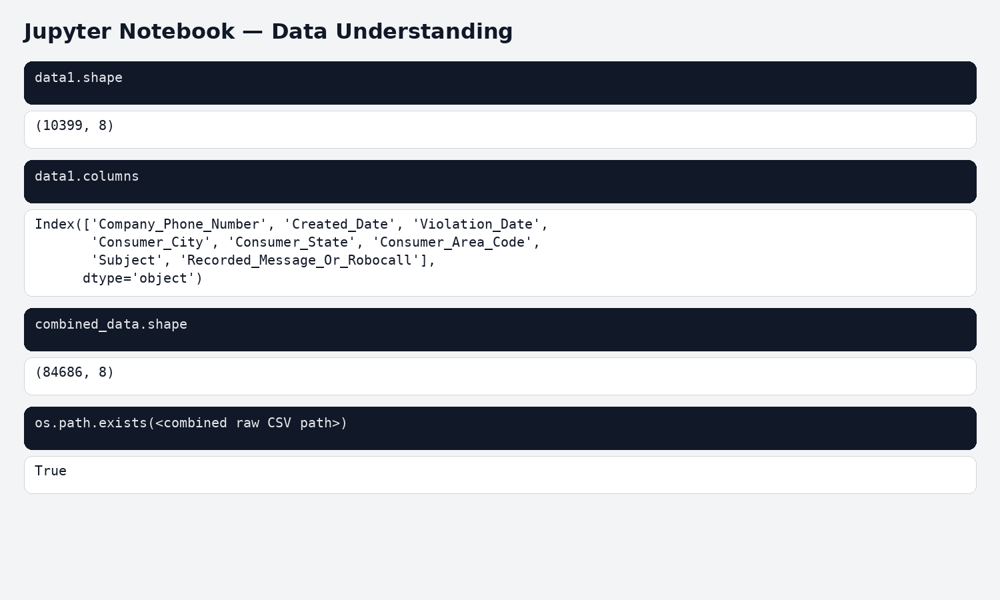 Jupyter Notebook — Data Understanding
data1.shape
(10399, 8)
data1.columns
Index(['Company_Phone_Number', 'Created_Date', 'Violation_Date',
       'Consumer_City', 'Consumer_State', 'Consumer_Area_Code',
       'Subject', 'Recorded_Message_Or_Robocall'],
      dtype='object')
combined_data.shape
(84686, 8)
os.path.exists(<combined raw CSV path>)
True